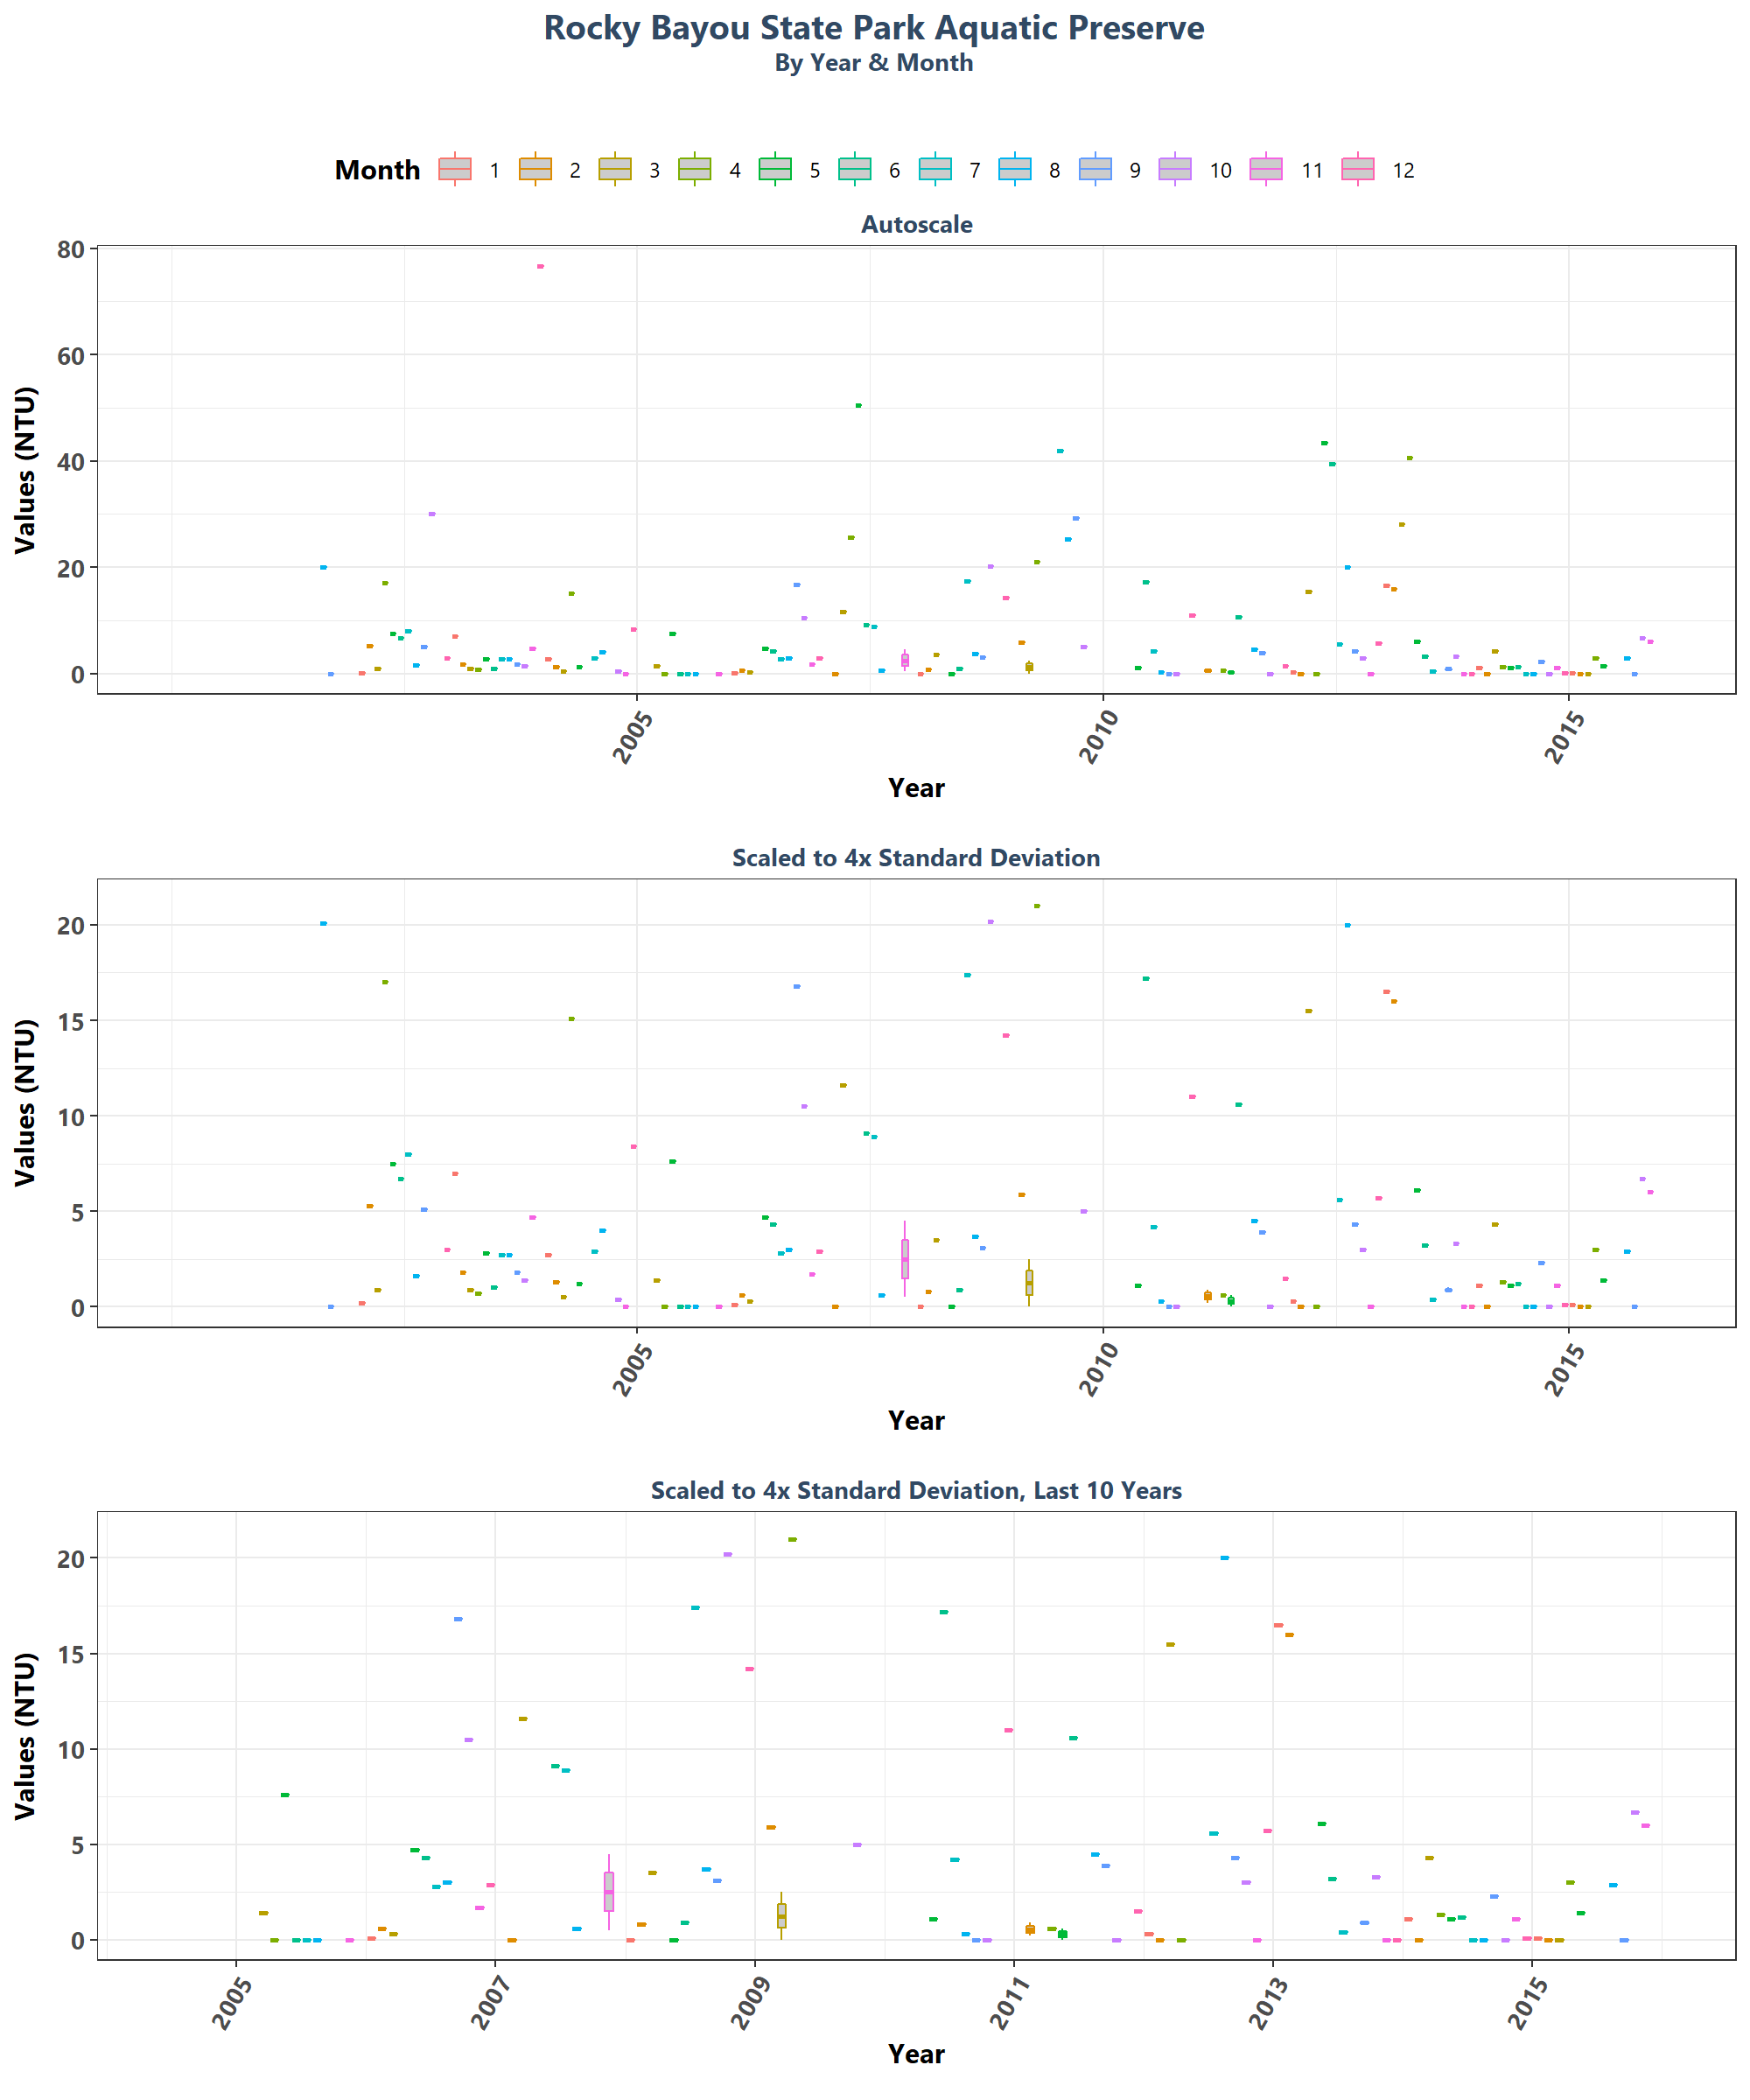 Rocky Bayou State Park Aquatic Preserve
By Year & Month
Month 1 2 3 4 5 6 7 8 9 10 11 12
Autoscale
Values (NTU)
80
60
40
20
0
2005 2010 2015
Year
Scaled to 4x Standard Deviation
Values (NTU)
20
15
10
5
0
2005 2010 2015
Year
Scaled to 4x Standard Deviation, Last 10 Years
Values (NTU)
20
15
10
5
0
2005 2007 2009 2011 2013 2015
Year